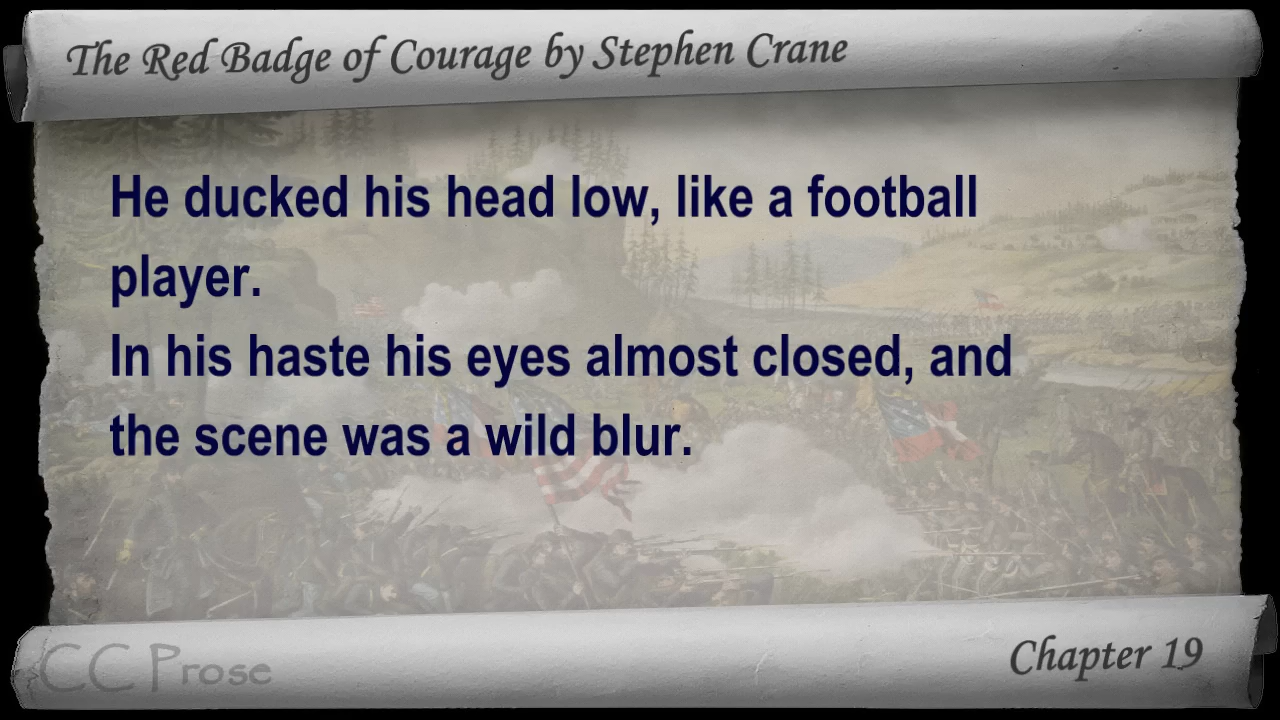 The Red Badge of Courage by Stephen Crane
He ducked his head low, like a football
player.
In his haste his eyes almost closed, and
the scene was a wild blur.
CC Prose
Chapter 19